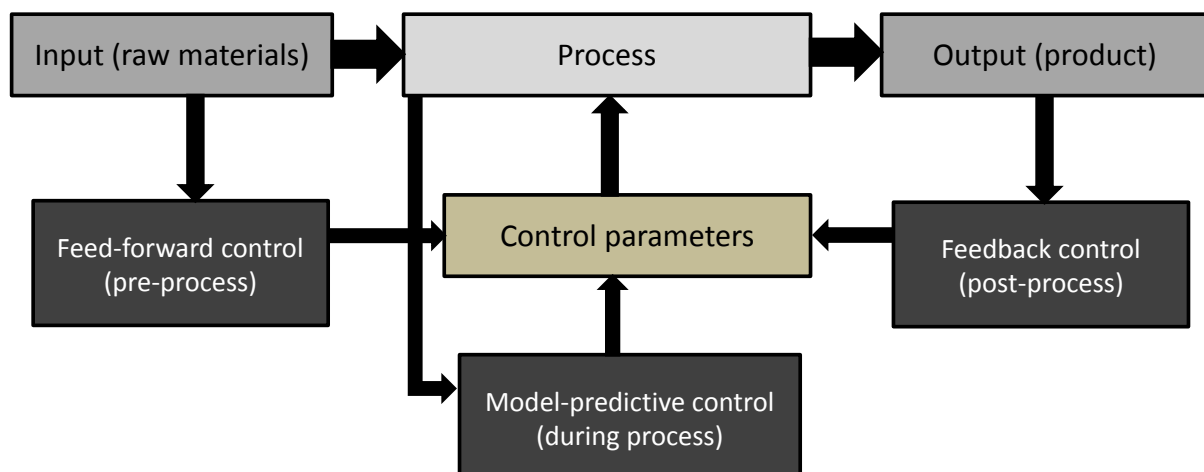 Input (raw materials)
Process
Output (product)
Feed-forward control
(pre-process)
Control parameters
Feedback control
(post-process)
Model-predictive control
(during process)